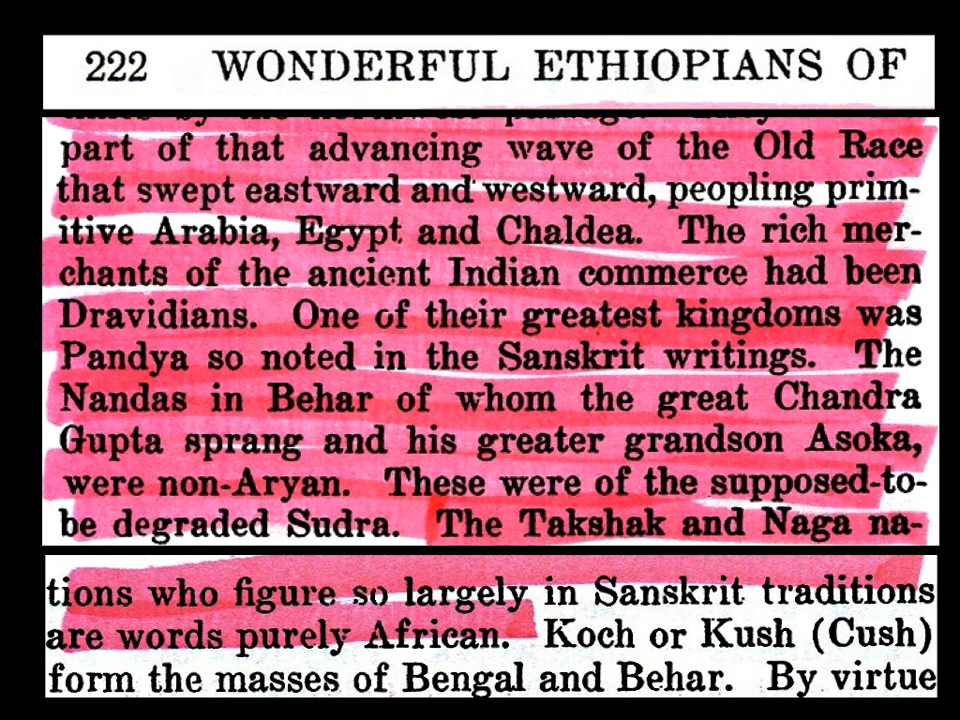 222 WONDERFUL ETHIOPIANS OF
part of that advancing wave of the Old Race
that swept eastward and westward, peopling prim-
itive Arabia, Egypt and Chaldea. The rich mer-
chants of the ancient Indian commerce had been
Dravidians. One of their greatest kingdoms was
Pandya so noted in the Sanskrit writings. The
Nandas in Behar of whom the great Chandra
Gupta sprang and his greater grandson Asoka,
were non-Aryan. These were of the supposed-to-
be degraded Sudra. The Takshak and Naga na-
tions who figure so largely in Sanskrit traditions
are words purely African. Koch or Kush (Cush)
form the masses of Bengal and Behar. By virtue